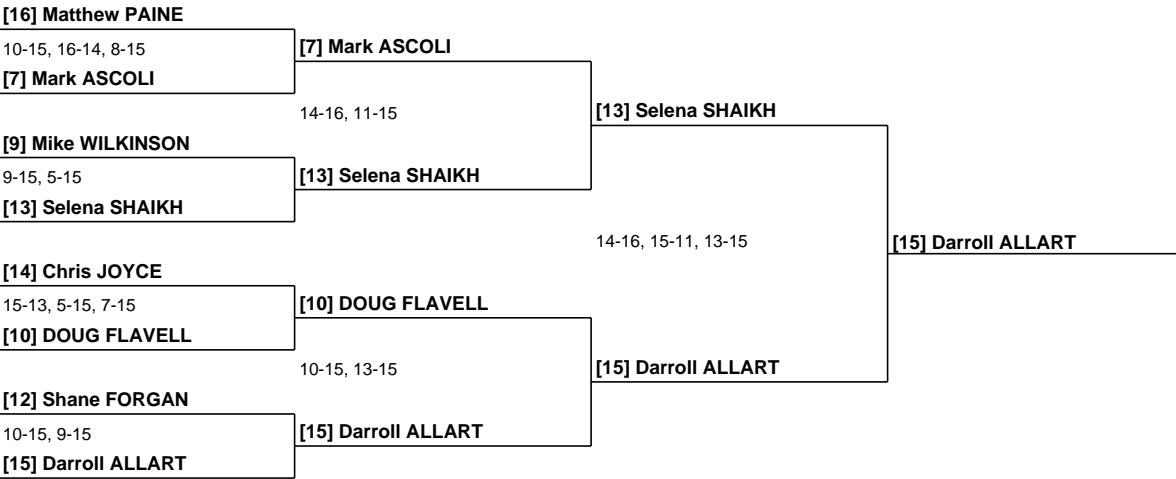 [16] Matthew PAINE
10-15, 16-14, 8-15
[7] Mark ASCOLI
[9] Mike WILKINSON
9-15, 5-15
[13] Selena SHAIKH
[14] Chris JOYCE
15-13, 5-15, 7-15
[10] DOUG FLAVELL
[12] Shane FORGAN
10-15, 9-15
[15] Darroll ALLART
[7] Mark ASCOLI
14-16, 11-15
[13] Selena SHAIKH
[10] DOUG FLAVELL
10-15, 13-15
[15] Darroll ALLART
[13] Selena SHAIKH
14-16, 15-11, 13-15
[15] Darroll ALLART
[15] Darroll ALLART